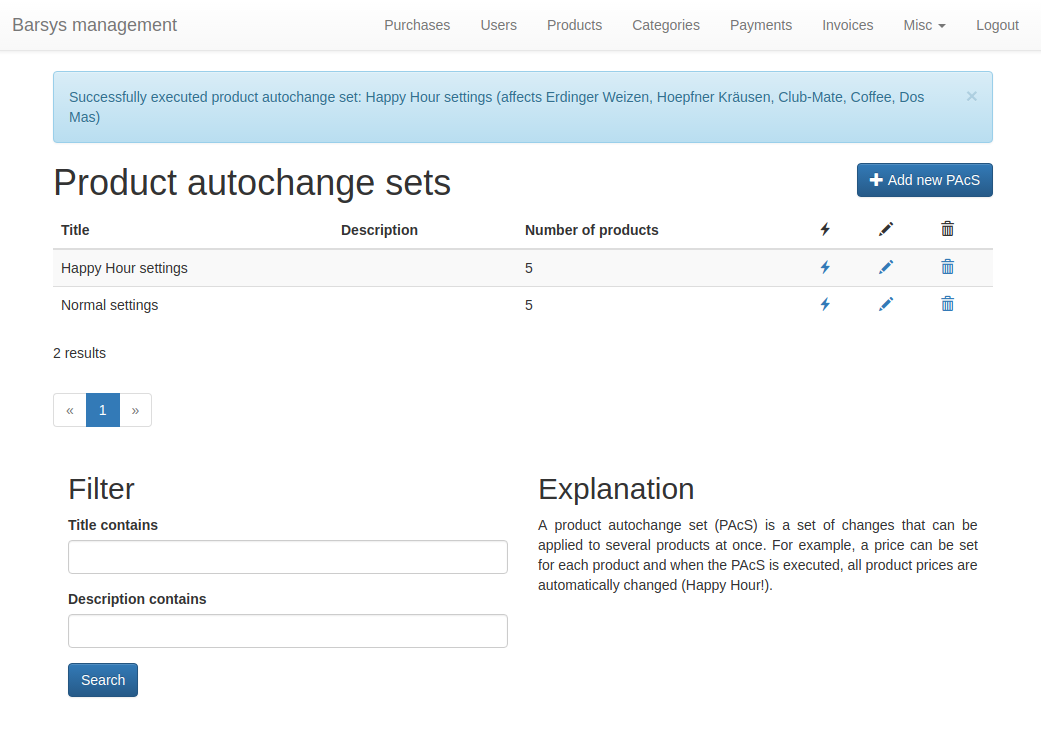 Barsys management Purchases Users Products Categories Payments Invoices Misc Logout
Successfully executed product autochange set: Happy Hour settings (affects Erdinger Weizen, Hoepfner Kräusen, Club-Mate, Coffee, Dos
Mas)
×
Product autochange sets
Add new PAcS
Title Description Number of products
Happy Hour settings 5
Normal settings 5
2 results
« 1 »
Filter
Title contains
Description contains
Search
Explanation
A product autochange set (PAcS) is a set of changes that can be
applied to several products at once. For example, a price can be set
for each product and when the PAcS is executed, all product prices are
automatically changed (Happy Hour!).